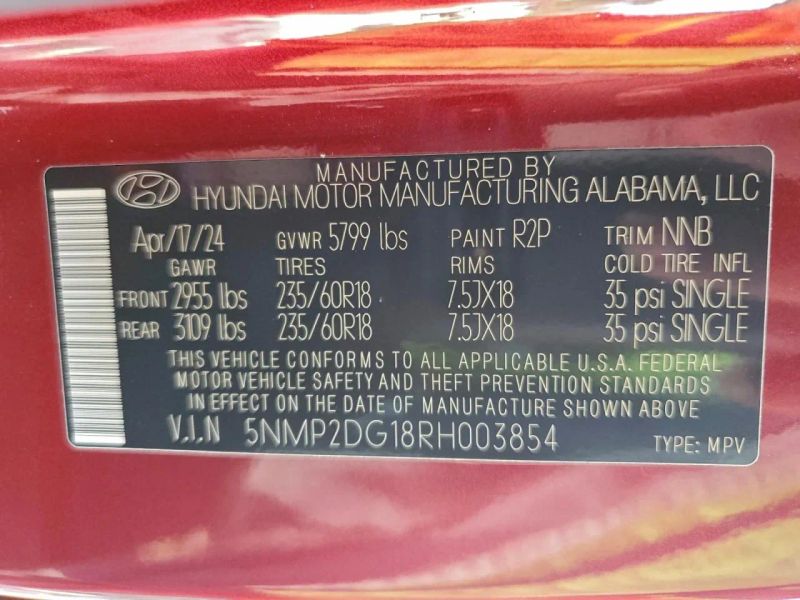 MANUFACTURED BY
HYUNDAI MOTOR MANUFACTURING ALABAMA, LLC
Apr/17/24 GVWR 5799 lbs PAINT R2P TRIM NNB
GAWR TIRES RIMS COLD TIRE INFL
FRONT 2955 lbs 235/60R18 7.5JX18 35 psi SINGLE
REAR 3109 lbs 235/60R18 7.5JX18 35 psi SINGLE
THIS VEHICLE CONFORMS TO ALL APPLICABLE U.S.A. FEDERAL
MOTOR VEHICLE SAFETY AND THEFT PREVENTION STANDARDS
IN EFFECT ON THE DATE OF MANUFACTURE SHOWN ABOVE.
V.I.N 5NMP2DG18RH003854 TYPE: MPV